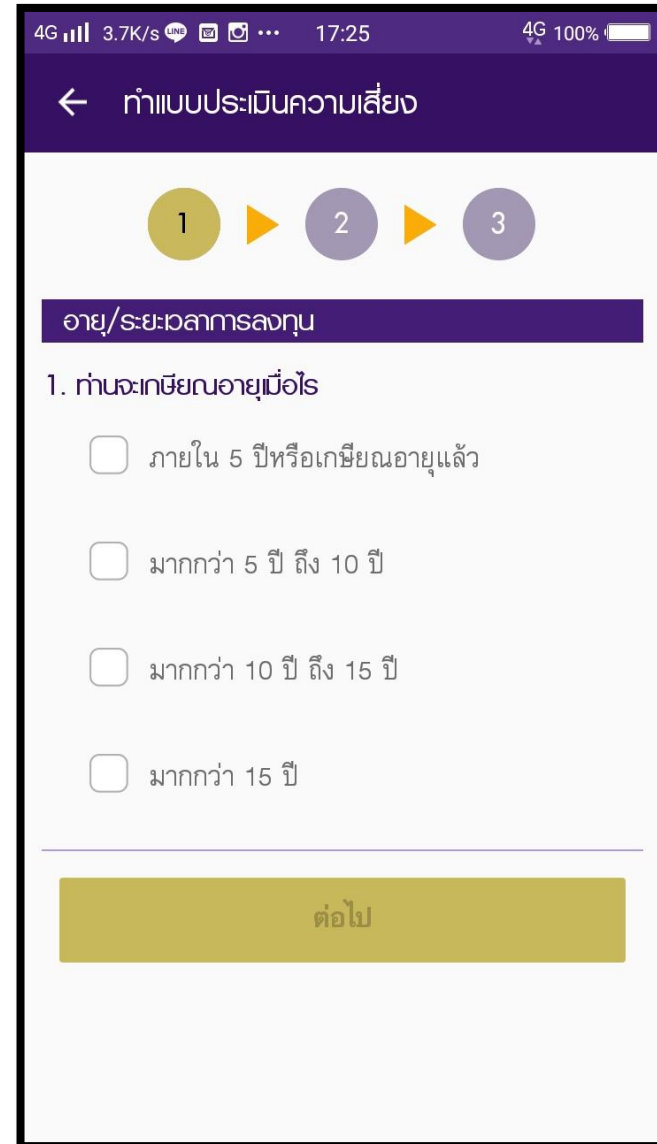 4G 3.7K/s LINE 17:25 4G 100%
ทำแบบประเมินความเสี่ยง
1 2 3
อายุ/ระยะเวลาการลงทุน
1. ท่านจะเกษียณอายุเมื่อไร
ภายใน 5 ปีหรือเกษียณอายุแล้ว
มากกว่า 5 ปี ถึง 10 ปี
มากกว่า 10 ปี ถึง 15 ปี
มากกว่า 15 ปี
ต่อไป